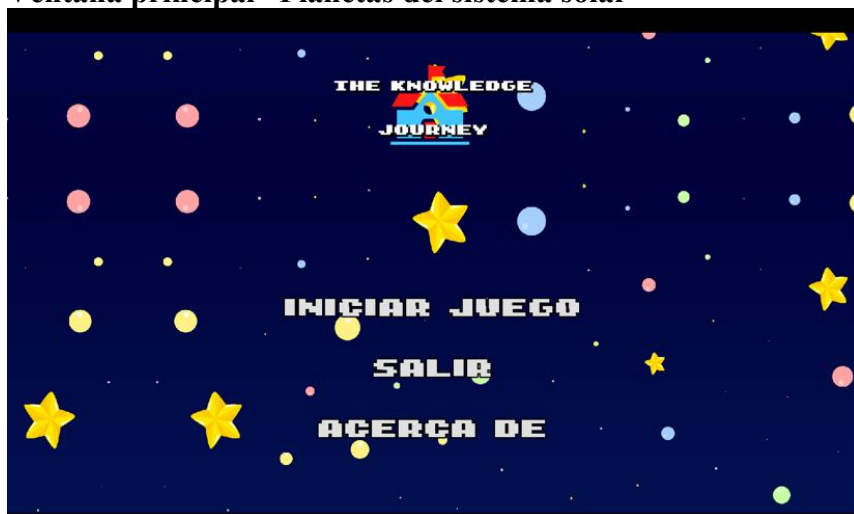 Ventana principal "Planetas del sistema solar"
THE KNOWLEDGE
JOURNEY
INICIAR JUEGO
SALIR
ACERCA DE